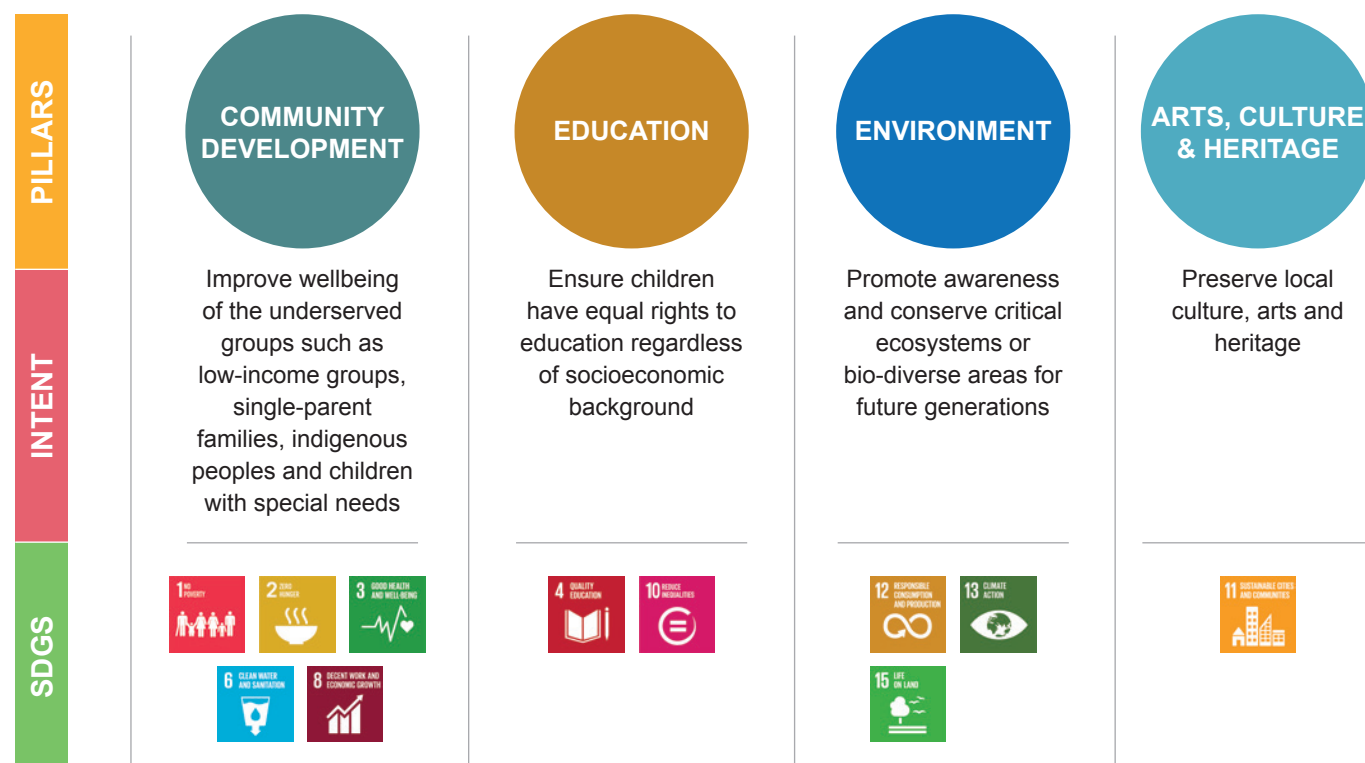 PILLARS
COMMUNITY
DEVELOPMENT
EDUCATION
ENVIRONMENT
ARTS, CULTURE
& HERITAGE
INTENT
Improve wellbeing
of the underserved
groups such as
low-income groups,
single-parent
families, indigenous
peoples and children
with special needs
Ensure children
have equal rights to
education regardless
of socioeconomic
background
Promote awareness
and conserve critical
ecosystems or
bio-diverse areas for
future generations
Preserve local
culture, arts and
heritage
SDGS
1 NO
POVERTY
2 ZERO
HUNGER
3 GOOD HEALTH
AND WELL-BEING
6 CLEAN WATER
AND SANITATION
8 DECENT WORK AND
ECONOMIC GROWTH
4 QUALITY
EDUCATION
10 REDUCE
INEQUALITIES
12 RESPONSIBLE
CONSUMPTION
AND PRODUCTION
13 CLIMATE
ACTION
15 LIFE
ON LAND
11 SUSTAINABLE CITIES
AND COMMUNITIES